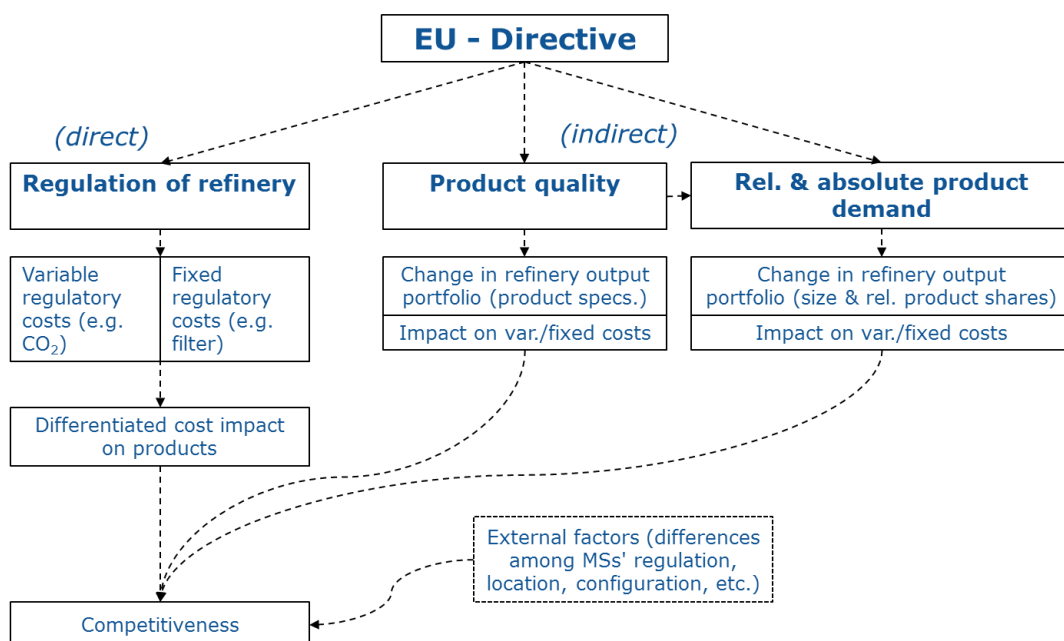 EU - Directive
(direct)
(indirect)
Regulation of refinery
Product quality
Rel. & absolute product
demand
Variable
regulatory
costs (e.g.
CO₂)
Fixed
regulatory
costs (e.g.
filter)
Change in refinery output
portfolio (product specs.)
Impact on var./fixed costs
Change in refinery output
portfolio (size & rel. product shares)
Impact on var./fixed costs
Differentiated cost impact
on products
External factors (differences
among MSs' regulation,
location, configuration, etc.)
Competitiveness